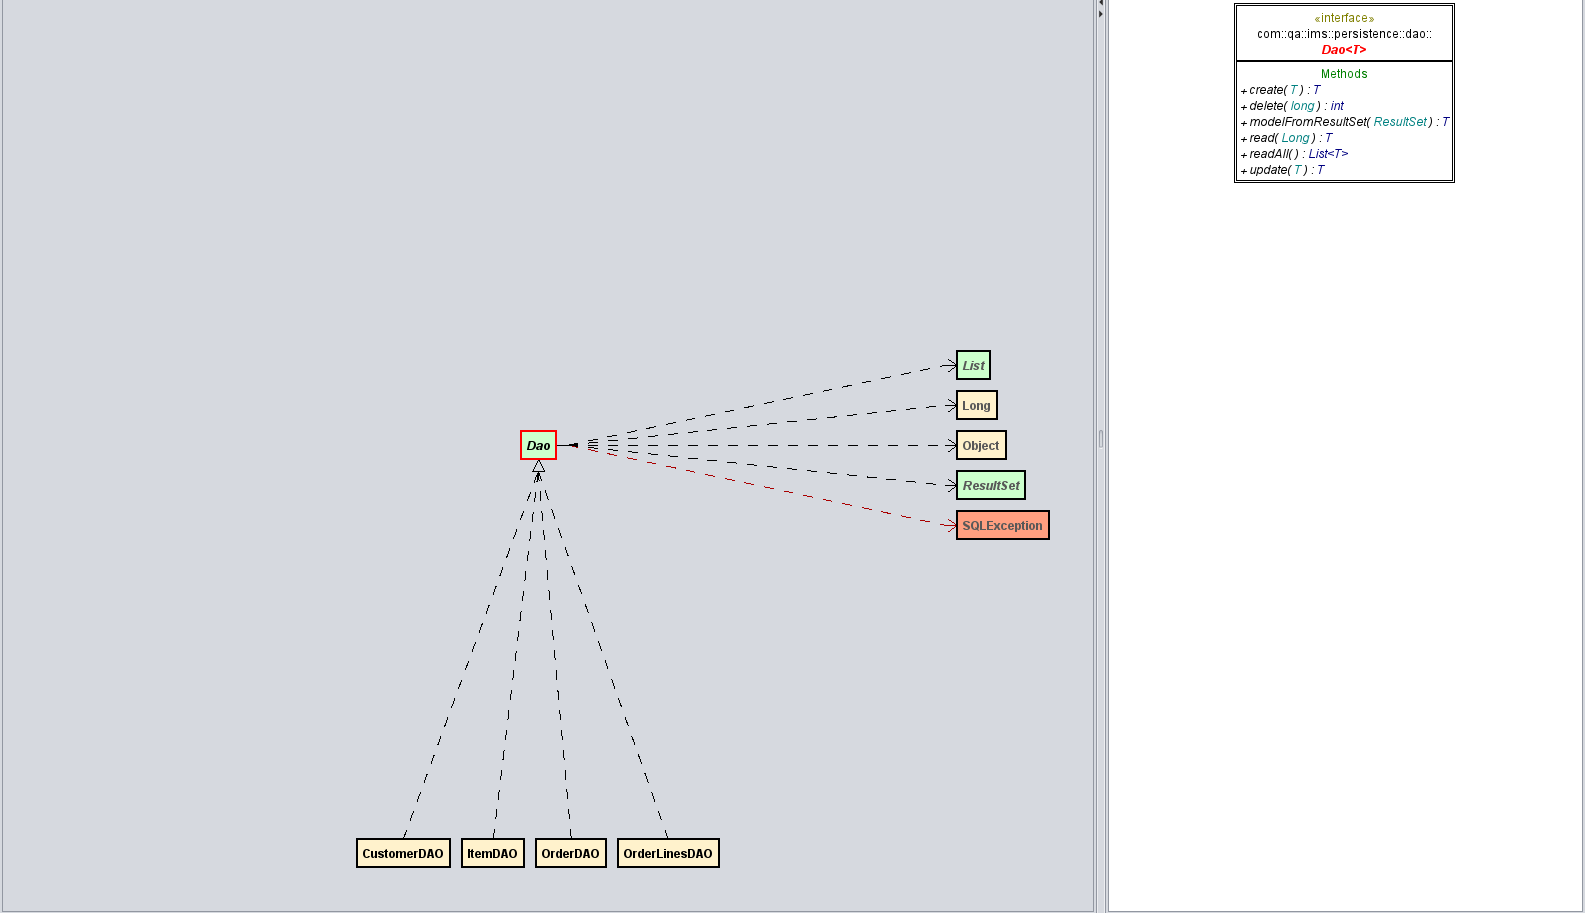 «interface»
com::qa::ims::persistence::dao::
Dao<T>
Methods
+ create( T ) : T
+ delete( long ) : int
+ modelFromResultSet( ResultSet ) : T
+ read( Long ) : T
+ readAll( ) : List<T>
+ update( T ) : T
List
Long
Dao
Object
ResultSet
SQLException
CustomerDAO
ItemDAO
OrderDAO
OrderLinesDAO